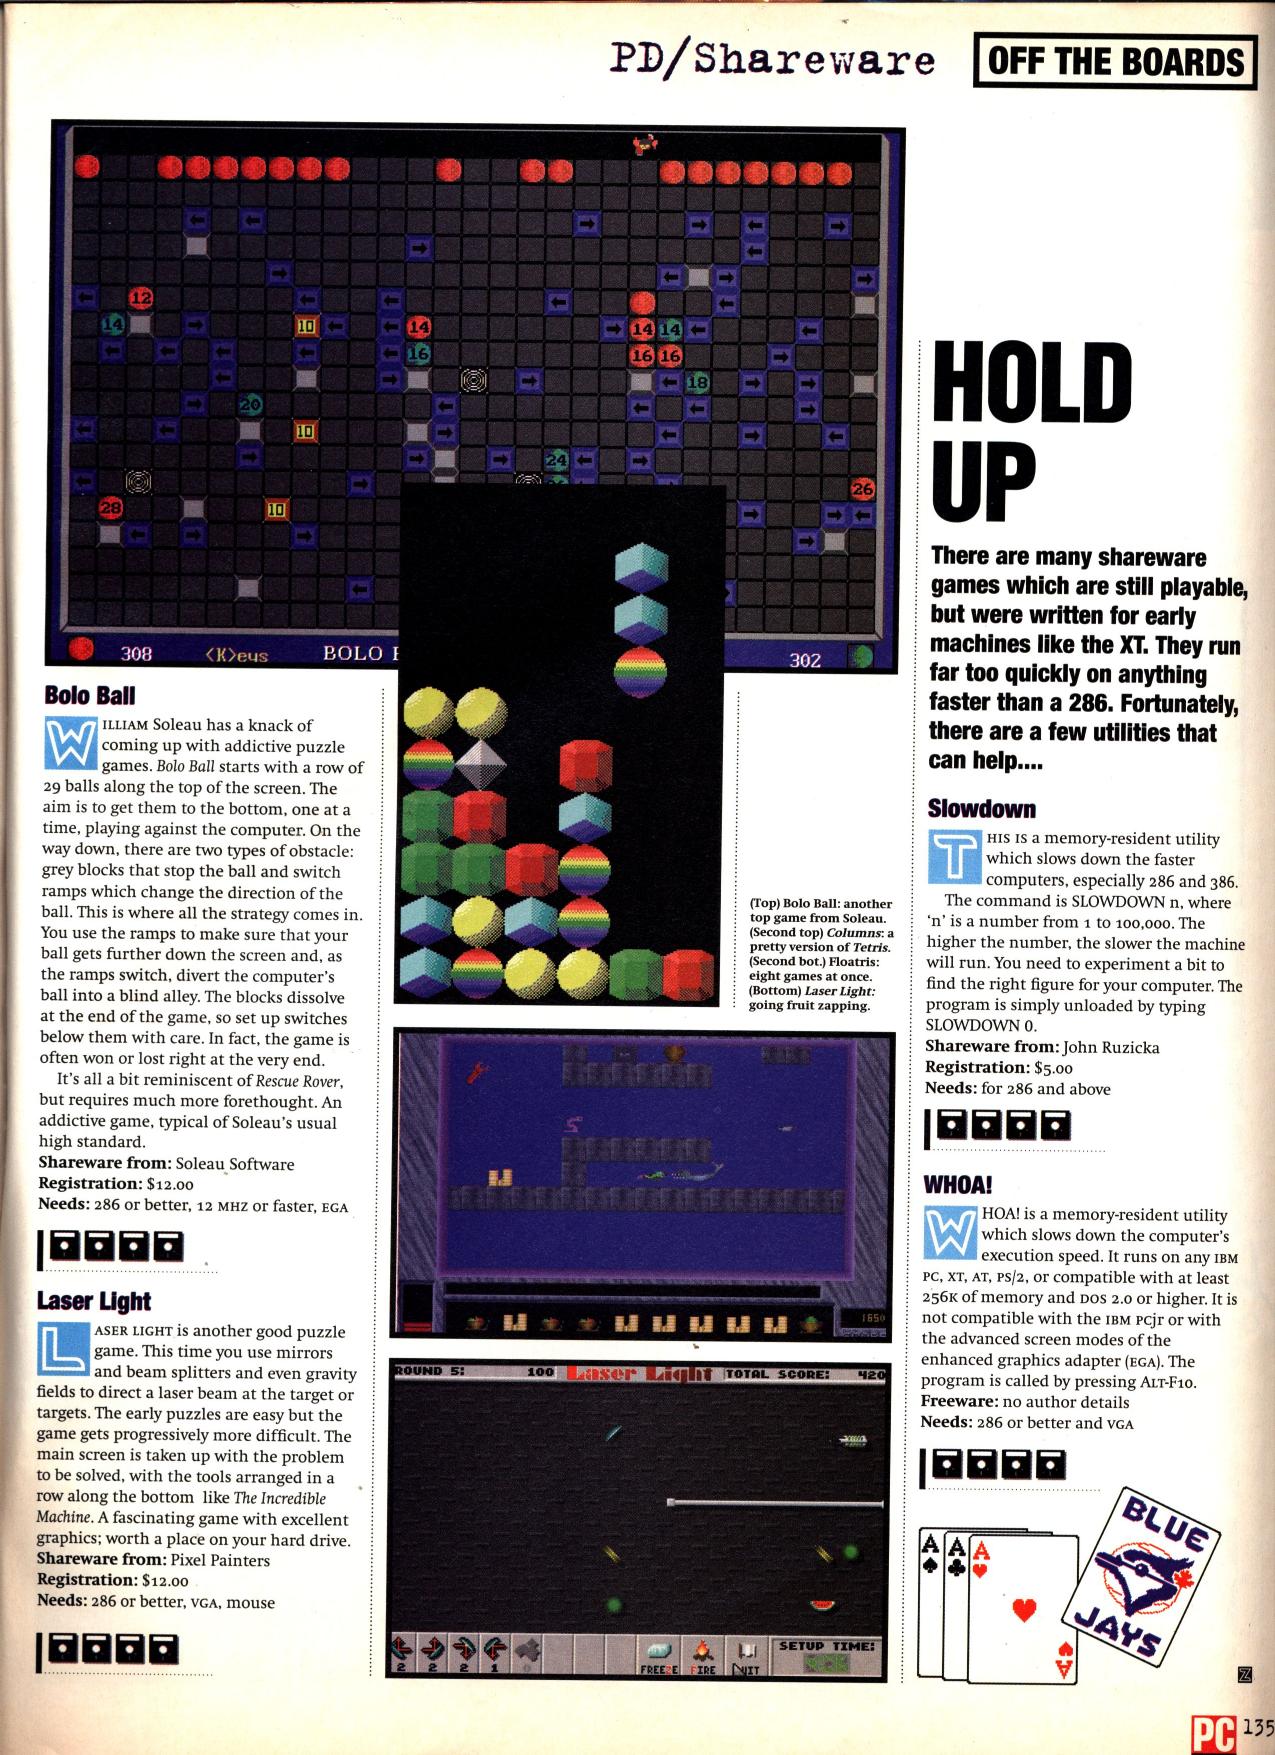 PD/Shareware
OFF THE BOARDS
12
14
10
14
14
14
16
16
16
18
20
10
24
28
10
26
308
<K>eys
BOLO
302
Bolo Ball
WILLIAM Soleau has a knack of
coming up with addictive puzzle
games. Bolo Ball starts with a row of
29 balls along the top of the screen. The
aim is to get them to the bottom, one at a
time, playing against the computer. On the
way down, there are two types of obstacle:
grey blocks that stop the ball and switch
ramps which change the direction of the
ball. This is where all the strategy comes in.
You use the ramps to make sure that your
ball gets further down the screen and, as
the ramps switch, divert the computer's
ball into a blind alley. The blocks dissolve
at the end of the game, so set up switches
below them with care. In fact, the game is
often won or lost right at the very end.
It's all a bit reminiscent of Rescue Rover,
but requires much more forethought. An
addictive game, typical of Soleau's usual
high standard.
Shareware from: Soleau Software
Registration: $12.00
Needs: 286 or better, 12 MHZ or faster, EGA
Laser Light
LASER LIGHT is another good puzzle
game. This time you use mirrors
and beam splitters and even gravity
fields to direct a laser beam at the target or
targets. The early puzzles are easy but the
game gets progressively more difficult. The
main screen is taken up with the problem
to be solved, with the tools arranged in a
row along the bottom like The Incredible
Machine. A fascinating game with excellent
graphics; worth a place on your hard drive.
Shareware from: Pixel Painters
Registration: $12.00
Needs: 286 or better, VGA, mouse
(Top) Bolo Ball: another
top game from Soleau.
(Second top) Columns: a
pretty version of Tetris.
(Second bot.) Floatris:
eight games at once.
(Bottom) Laser Light:
going fruit zapping.
1650
ROUND 5: 100 Laser Light TOTAL SCORE: 420
2 2 2 1 0 FREEZE FIRE QUIT SETUP TIME:
HOLD
UP
There are many shareware
games which are still playable,
but were written for early
machines like the XT. They run
far too quickly on anything
faster than a 286. Fortunately,
there are a few utilities that
can help....
Slowdown
THIS IS a memory-resident utility
which slows down the faster
computers, especially 286 and 386.
The command is SLOWDOWN n, where
'n' is a number from 1 to 100,000. The
higher the number, the slower the machine
will run. You need to experiment a bit to
find the right figure for your computer. The
program is simply unloaded by typing
SLOWDOWN 0.
Shareware from: John Ruzicka
Registration: $5.00
Needs: for 286 and above
WHOA!
WHOA! is a memory-resident utility
which slows down the computer's
execution speed. It runs on any IBM
PC, XT, AT, PS/2, or compatible with at least
256K of memory and DOS 2.0 or higher. It is
not compatible with the IBM PCjr or with
the advanced screen modes of the
enhanced graphics adapter (EGA). The
program is called by pressing ALT-F10.
Freeware: no author details
Needs: 286 or better and VGA
A A A
A
BLUE
JAYS
Z
PC 135